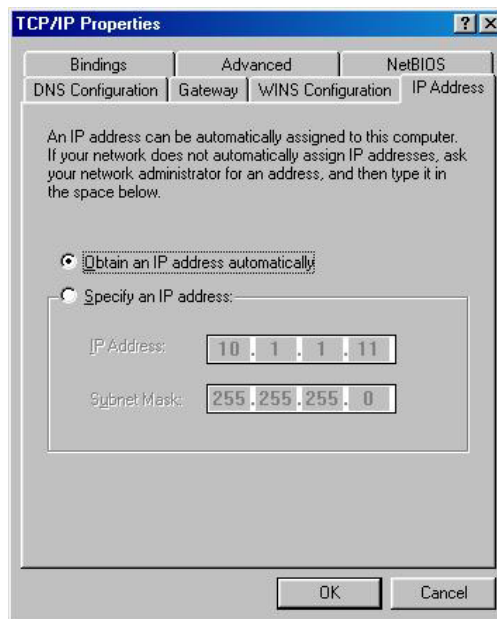 TCP/IP Properties
Bindings Advanced NetBIOS
DNS Configuration Gateway WINS Configuration IP Address
An IP address can be automatically assigned to this computer.
If your network does not automatically assign IP addresses, ask
your network administrator for an address, and then type it in
the space below.
Obtain an IP address automatically
Specify an IP address:
IP Address: 10 . 1 . 1 . 11
Subnet Mask: 255 . 255 . 255 . 0
OK Cancel